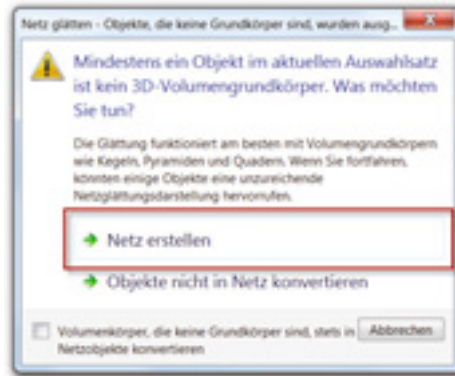 Netz glätten - Objekte, die keine Grundkörper sind, wurden ausg...
Mindestens ein Objekt im aktuellen Auswahlsatz
ist kein 3D-Volumengrundkörper. Was möchten
Sie tun?
Die Glättung funktioniert am besten mit Volumengrundkörpern
wie Kegeln, Pyramiden und Quadern. Wenn Sie fortfahren,
könnten einige Objekte eine unzureichende
Netzglättungsdarstellung hervorrufen.
Netz erstellen
Objekte nicht in Netz konvertieren
Volumenkörper, die keine Grundkörper sind, stets in
Netzobjekte konvertieren
Abbrechen